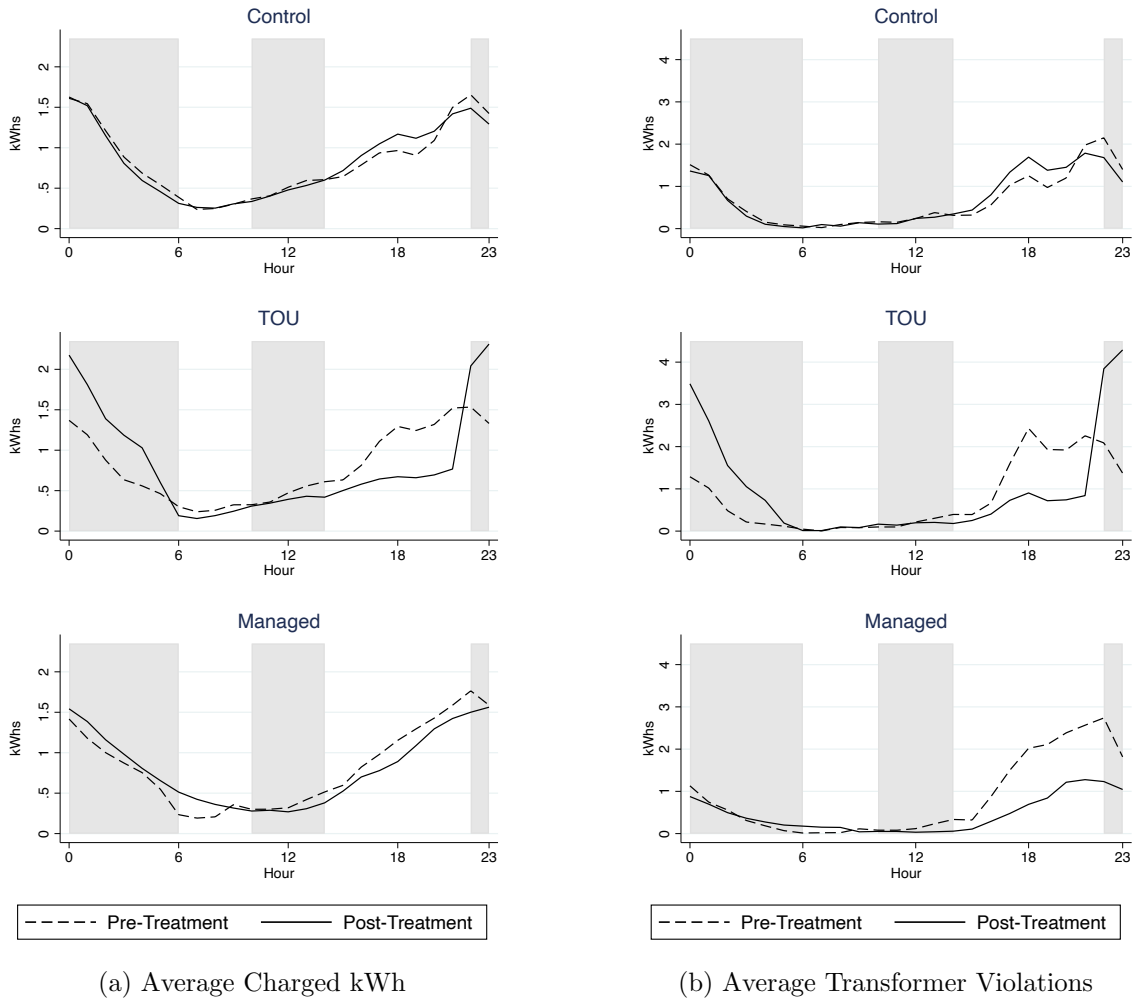 Control
kWhs
0
.5
1
1.5
2
0 6 12 18 23
Hour
TOU
kWhs
0
.5
1
1.5
2
0 6 12 18 23
Hour
Managed
kWhs
0
.5
1
1.5
2
0 6 12 18 23
Hour
Pre-Treatment Post-Treatment
(a) Average Charged kWh
Control
kWhs
0
1
2
3
4
0 6 12 18 23
Hour
TOU
kWhs
0
1
2
3
4
0 6 12 18 23
Hour
Managed
kWhs
0
1
2
3
4
0 6 12 18 23
Hour
Pre-Treatment Post-Treatment
(b) Average Transformer Violations